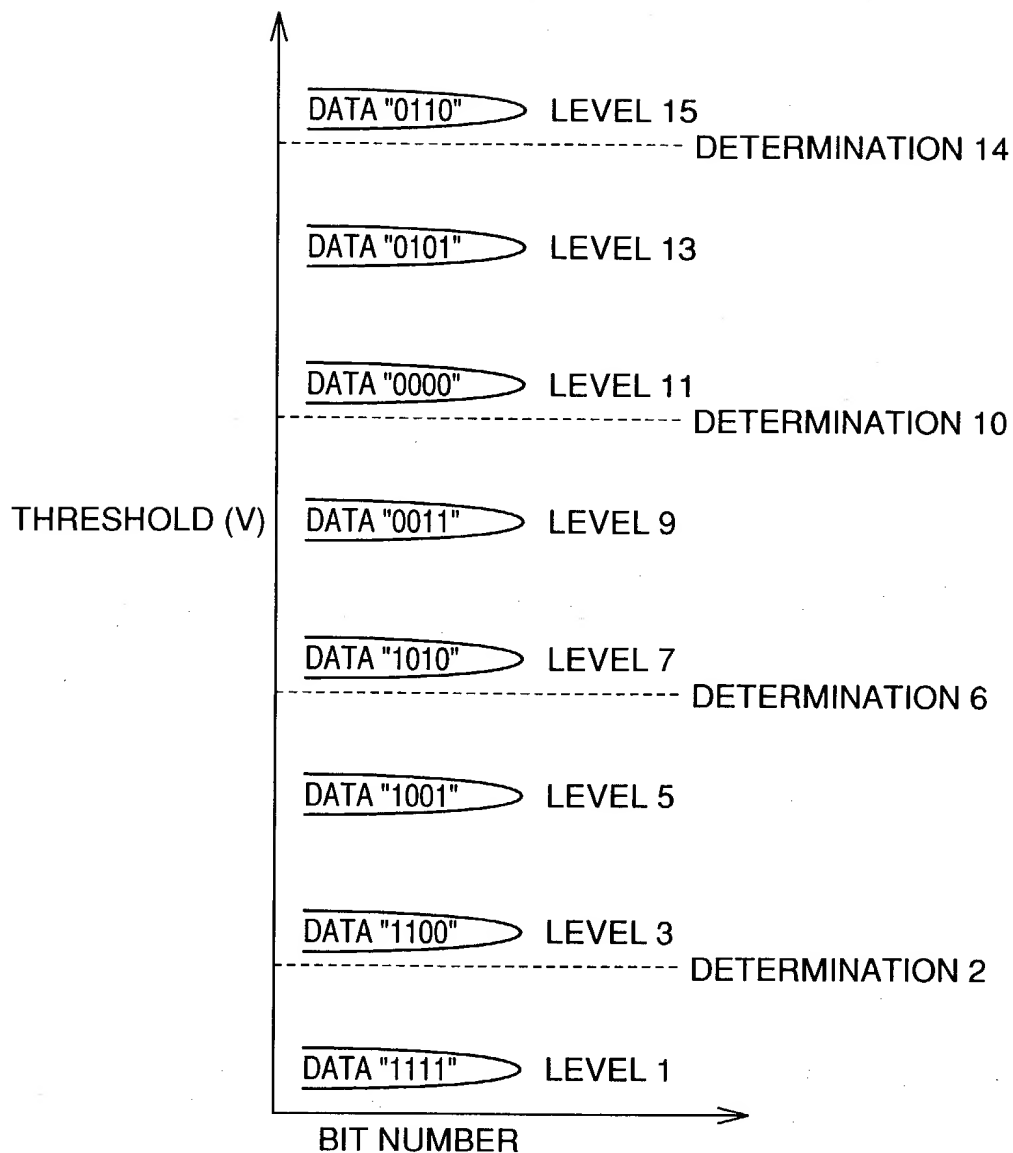 DATA "0110" LEVEL 15
DETERMINATION 14
DATA "0101" LEVEL 13
DATA "0000" LEVEL 11
DETERMINATION 10
THRESHOLD (V) DATA "0011" LEVEL 9
DATA "1010" LEVEL 7
DETERMINATION 6
DATA "1001" LEVEL 5
DATA "1100" LEVEL 3
DETERMINATION 2
DATA "1111" LEVEL 1
BIT NUMBER